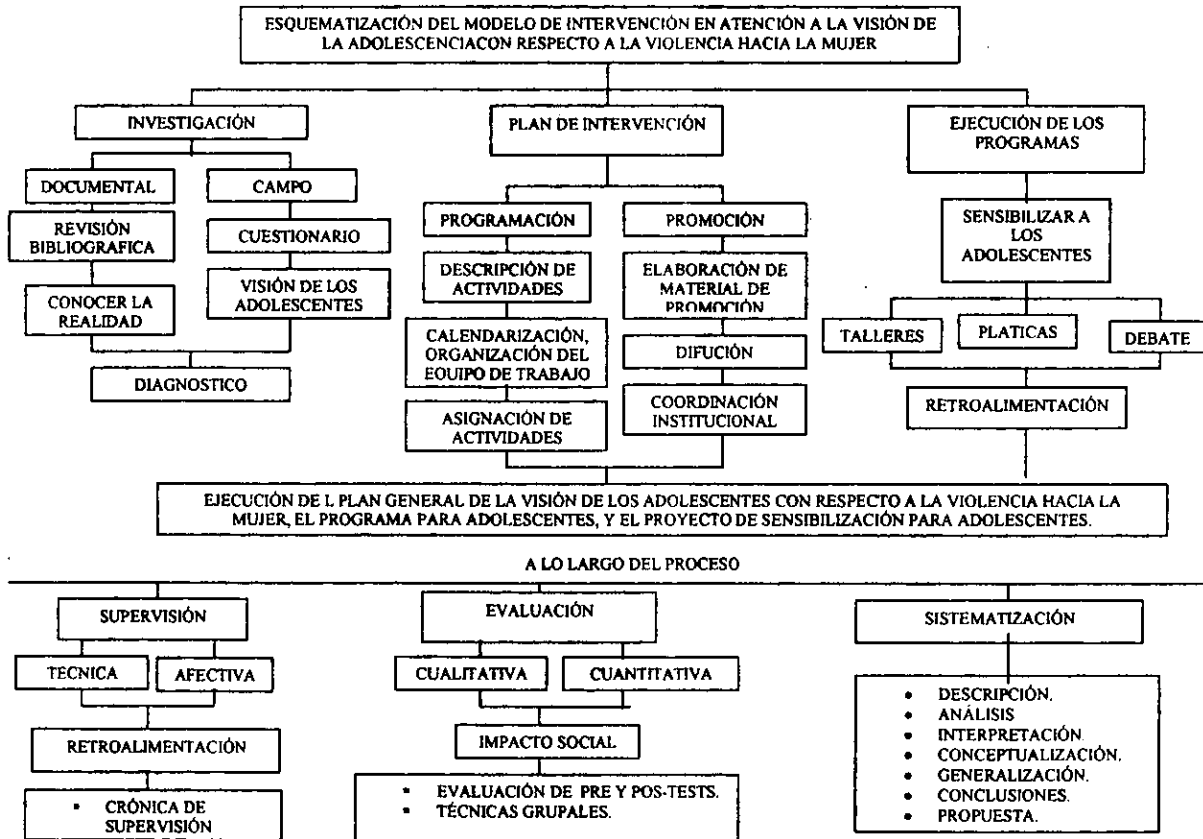 ESQUEMATIZACIÓN DEL MODELO DE INTERVENCIÓN EN ATENCIÓN A LA VISIÓN DE
LA ADOLESCENCIACON RESPECTO A LA VIOLENCIA HACIA LA MUJER
INVESTIGACIÓN
DOCUMENTAL
CAMPO
REVISIÓN
BIBLIOGRAFICA
CUESTIONARIO
CONOCER LA
REALIDAD
VISIÓN DE LOS
ADOLESCENTES
DIAGNOSTICO
PLAN DE INTERVENCIÓN
PROGRAMACIÓN
PROMOCIÓN
DESCRIPCIÓN DE
ACTIVIDADES
ELABORACIÓN DE
MATERIAL DE
PROMOCIÓN
CALENDARIZACIÓN,
ORGANIZACIÓN DEL
EQUIPO DE TRABAJO
DIFUCIÓN
ASIGNACIÓN DE
ACTIVIDADES
COORDINACIÓN
INSTITUCIONAL
EJECUCIÓN DE LOS
PROGRAMAS
SENSIBILIZAR A
LOS
ADOLESCENTES
TALLERES
PLATICAS
DEBATE
RETROALIMENTACIÓN
EJECUCIÓN DE L PLAN GENERAL DE LA VISIÓN DE LOS ADOLESCENTES CON RESPECTO A LA VIOLENCIA HACIA LA
MUJER, EL PROGRAMA PARA ADOLESCENTES, Y EL PROYECTO DE SENSIBILIZACIÓN PARA ADOLESCENTES.
A LO LARGO DEL PROCESO
SUPERVISIÓN
TECNICA
AFECTIVA
RETROALIMENTACIÓN
• CRÓNICA DE
SUPERVISIÓN
EVALUACIÓN
CUALITATIVA
CUANTITATIVA
IMPACTO SOCIAL
• EVALUACIÓN DE PRE Y POS-TESTS.
• TÉCNICAS GRUPALES.
SISTEMATIZACIÓN
• DESCRIPCIÓN.
• ANÁLISIS
• INTERPRETACIÓN.
• CONCEPTUALIZACIÓN.
• GENERALIZACIÓN.
• CONCLUSIONES.
• PROPUESTA.